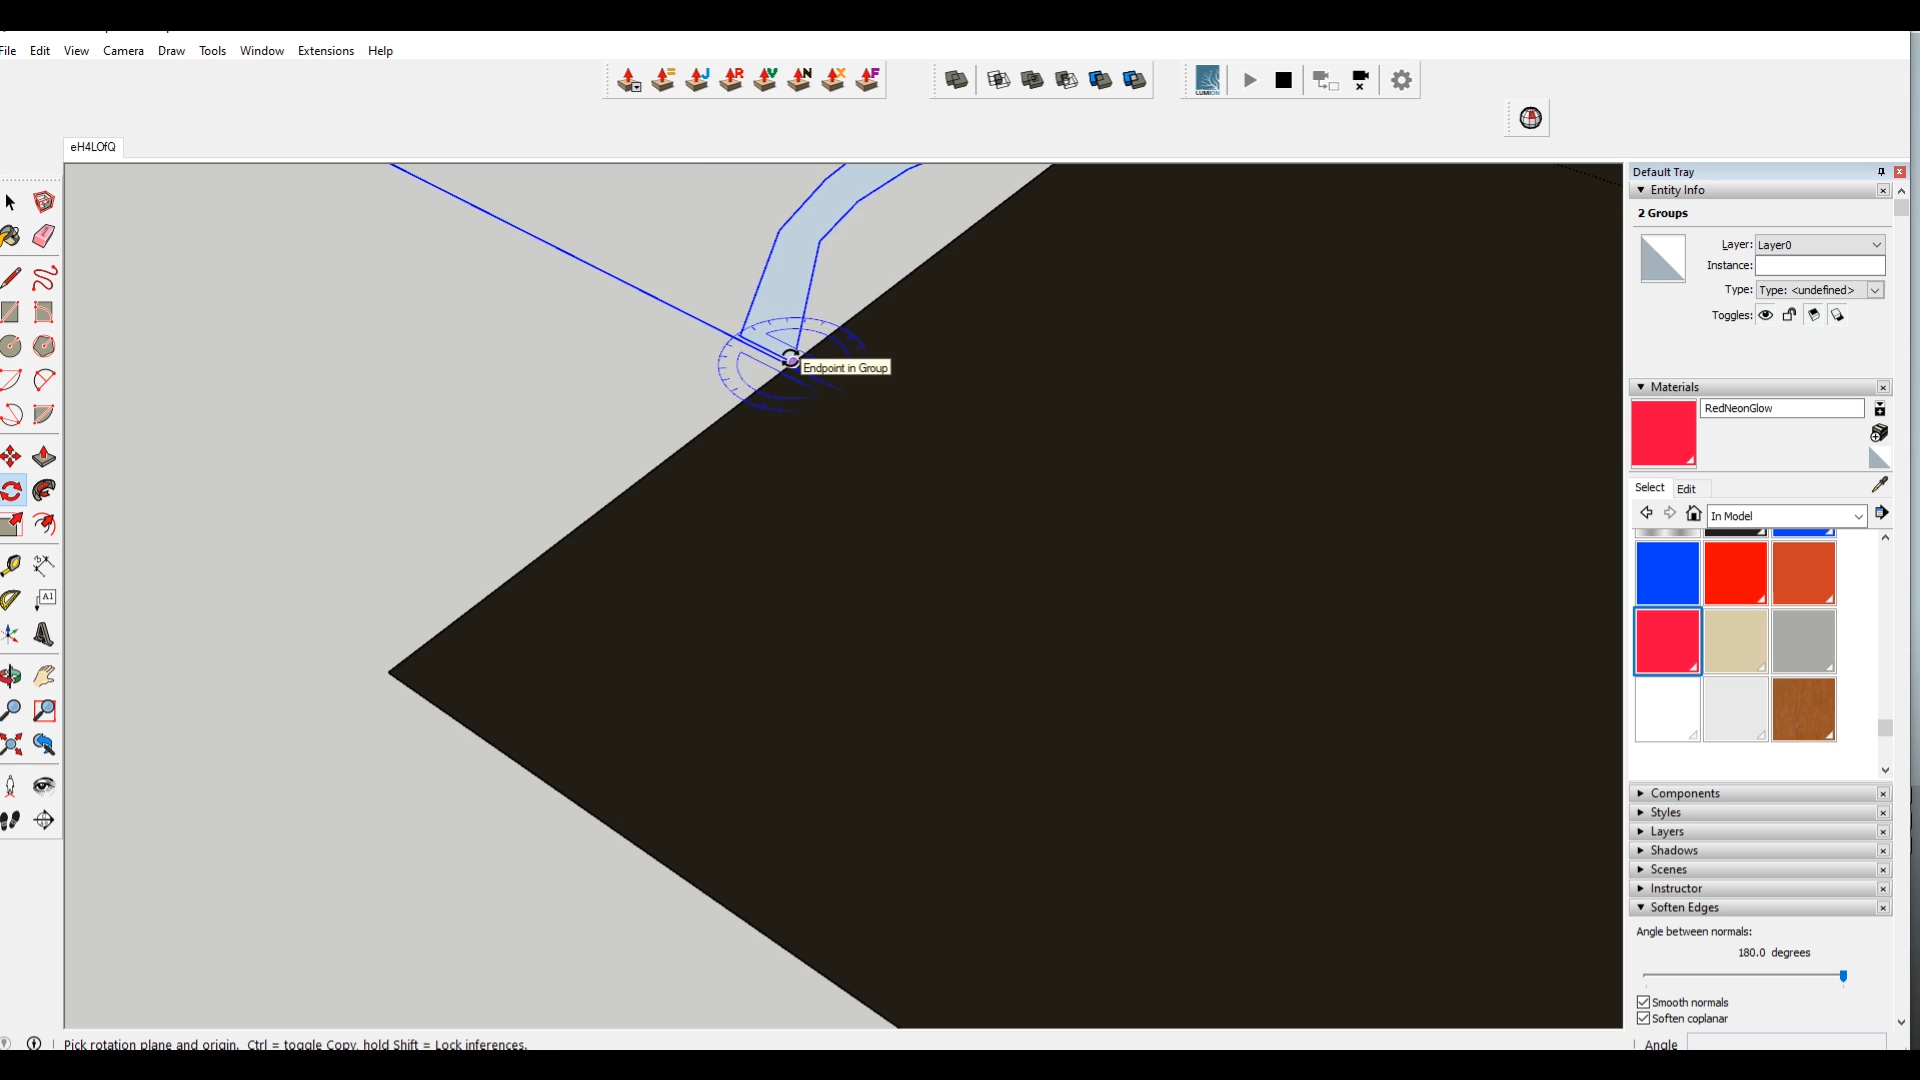 File Edit View Camera Draw Tools Window Extensions Help
J R V N X F
LUMION
eH4LOfQ
Default Tray
Entity Info
2 Groups
Layer: Layer0
Instance:
Type: Type: <undefined>
Toggles:
Endpoint in Group
Materials
RedNeonGlow
Select Edit
In Model
A1
Components
Styles
Layers
Shadows
Scenes
Instructor
Soften Edges
Angle between normals:
180.0 degrees
Smooth normals
Soften coplanar
Pick rotation plane and origin. Ctrl = toggle Copy, hold Shift = Lock inferences.
Angle